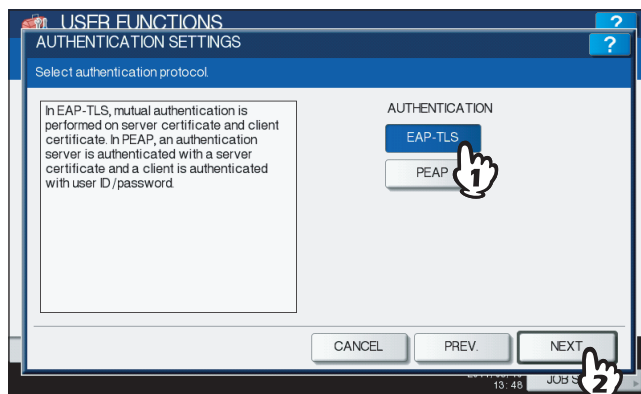 USER FUNCTIONS
?
AUTHENTICATION SETTINGS
?
Select authentication protocol.
In EAP-TLS, mutual authentication is
performed on server certificate and client
certificate. In PEAP, an authentication
server is authenticated with a server
certificate and a client is authenticated
with user ID/password.
AUTHENTICATION
EAP-TLS
PEAP
1
CANCEL
PREV.
NEXT
2
13:48
JOB S